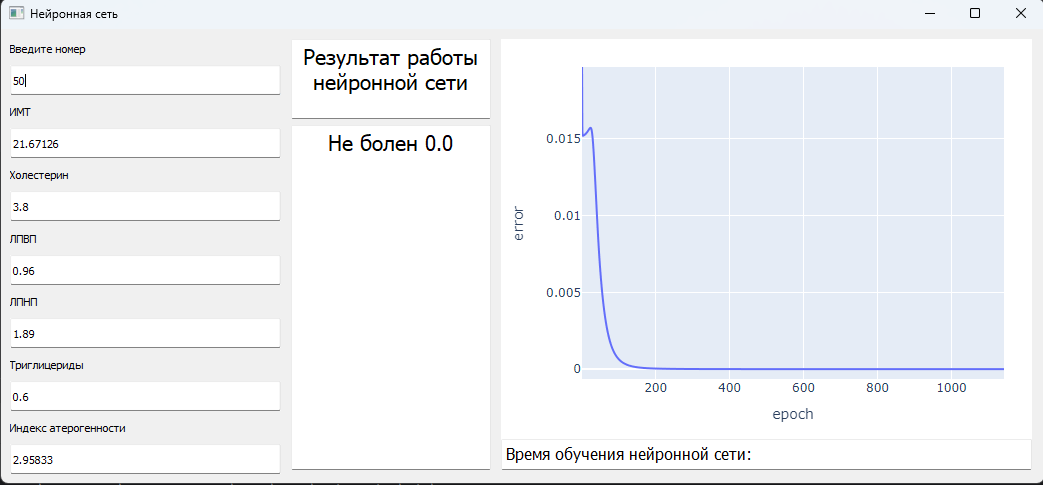 Нейронная сеть
Введите номер
50
ИМТ
21.67126
Холестерин
3.8
ЛПВП
0.96
ЛПНП
1.89
Триглицериды
0.6
Индекс атерогенности
2.95833
Результат работы
нейронной сети
Не болен 0.0
0.015
0.01
0.005
0
error
200 400 600 800 1000
epoch
Время обучения нейронной сети: